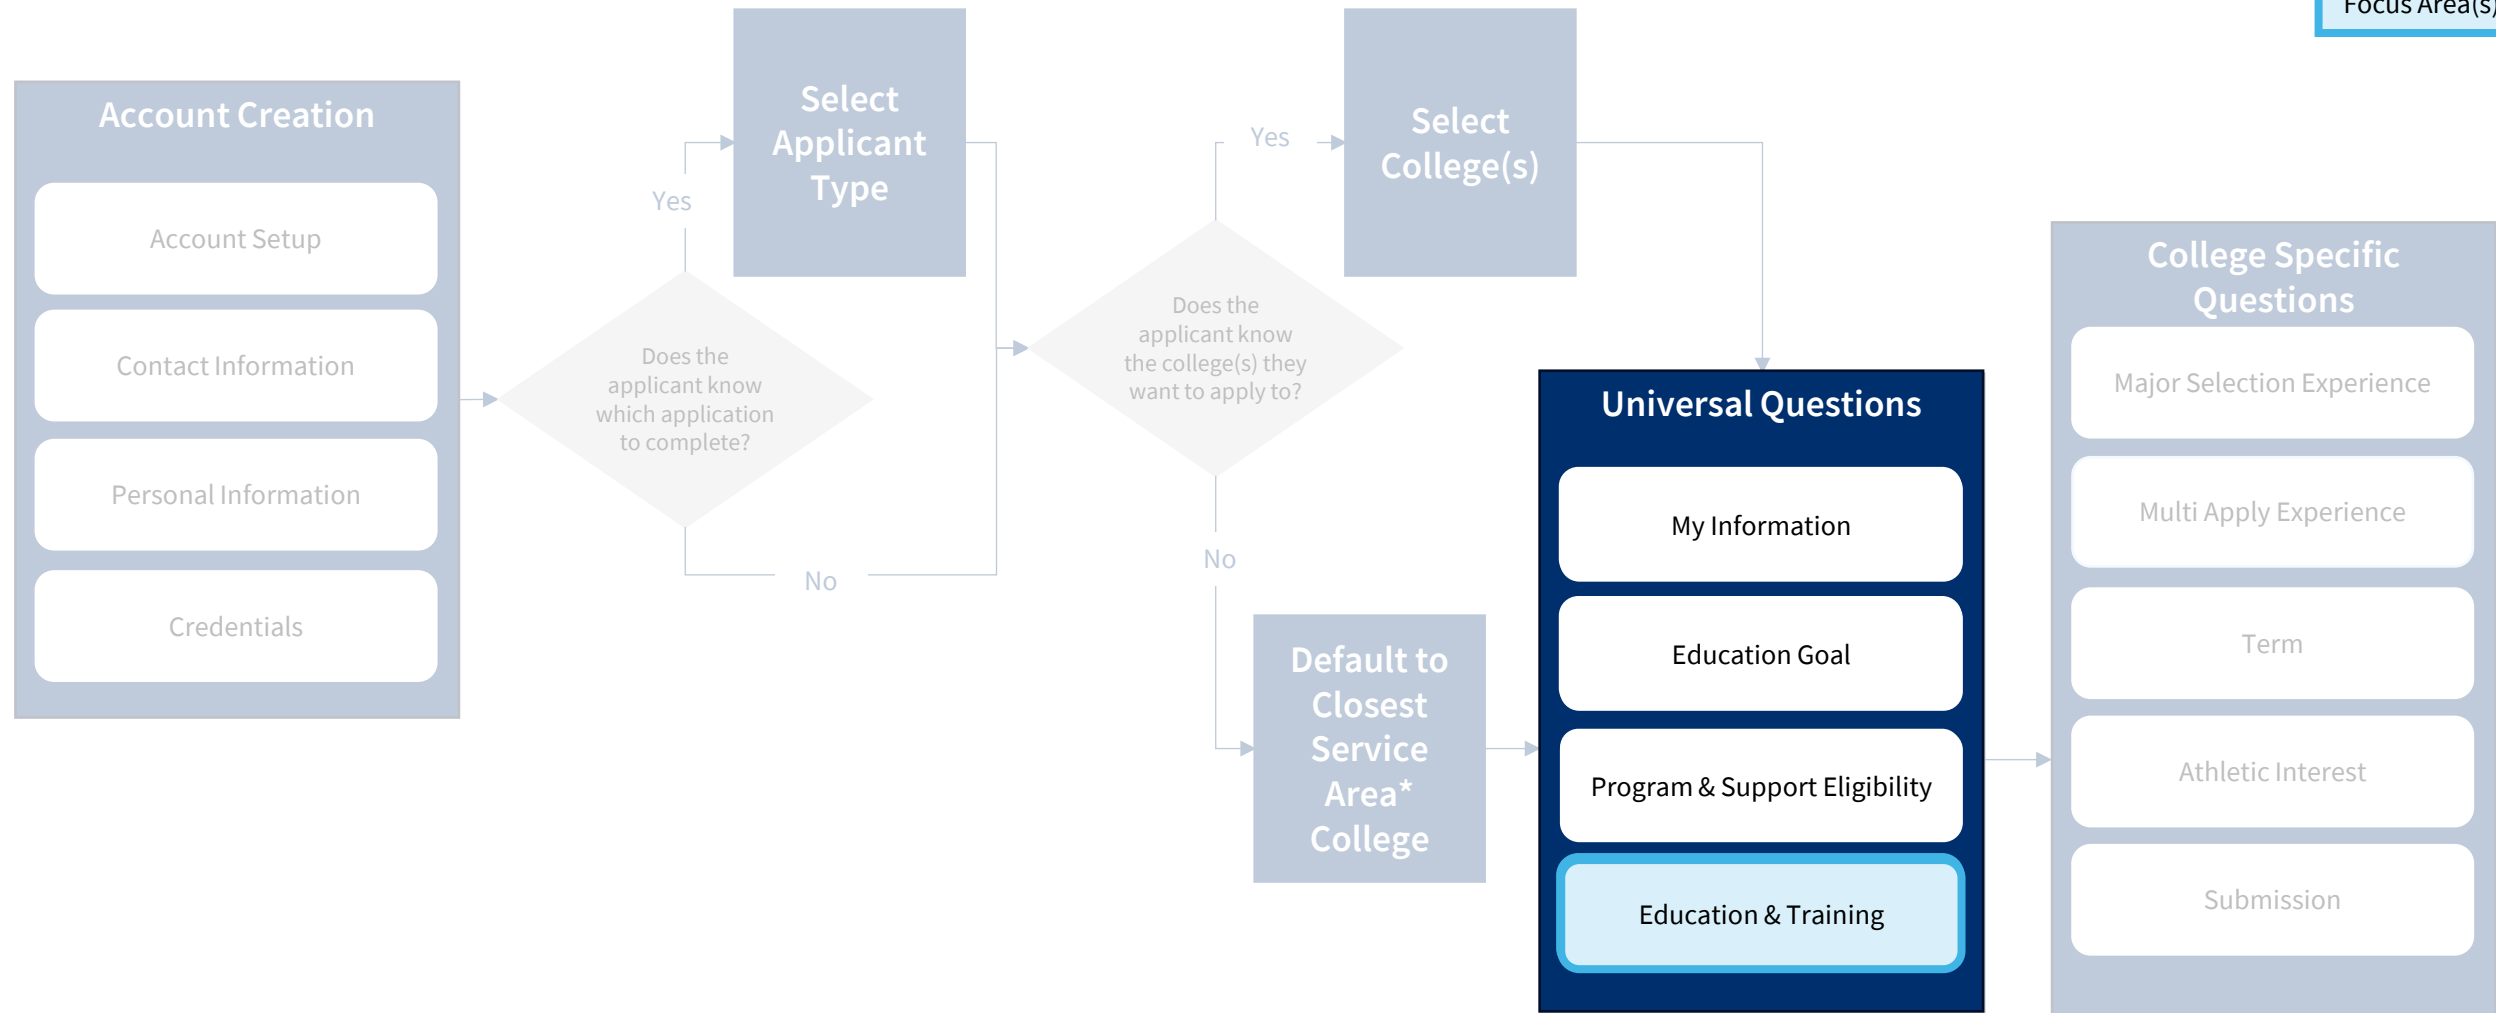 Focus Area(s)
Account Creation
Account Setup
Contact Information
Personal Information
Credentials
Does the
applicant know
which application
to complete?
Yes
No
Select
Applicant
Type
Does the
applicant know
the college(s) they
want to apply to?
Yes
No
Select
College(s)
Default to
Closest
Service
Area*
College
Universal Questions
My Information
Education Goal
Program & Support Eligibility
Education & Training
College Specific
Questions
Major Selection Experience
Multi Apply Experience
Term
Athletic Interest
Submission